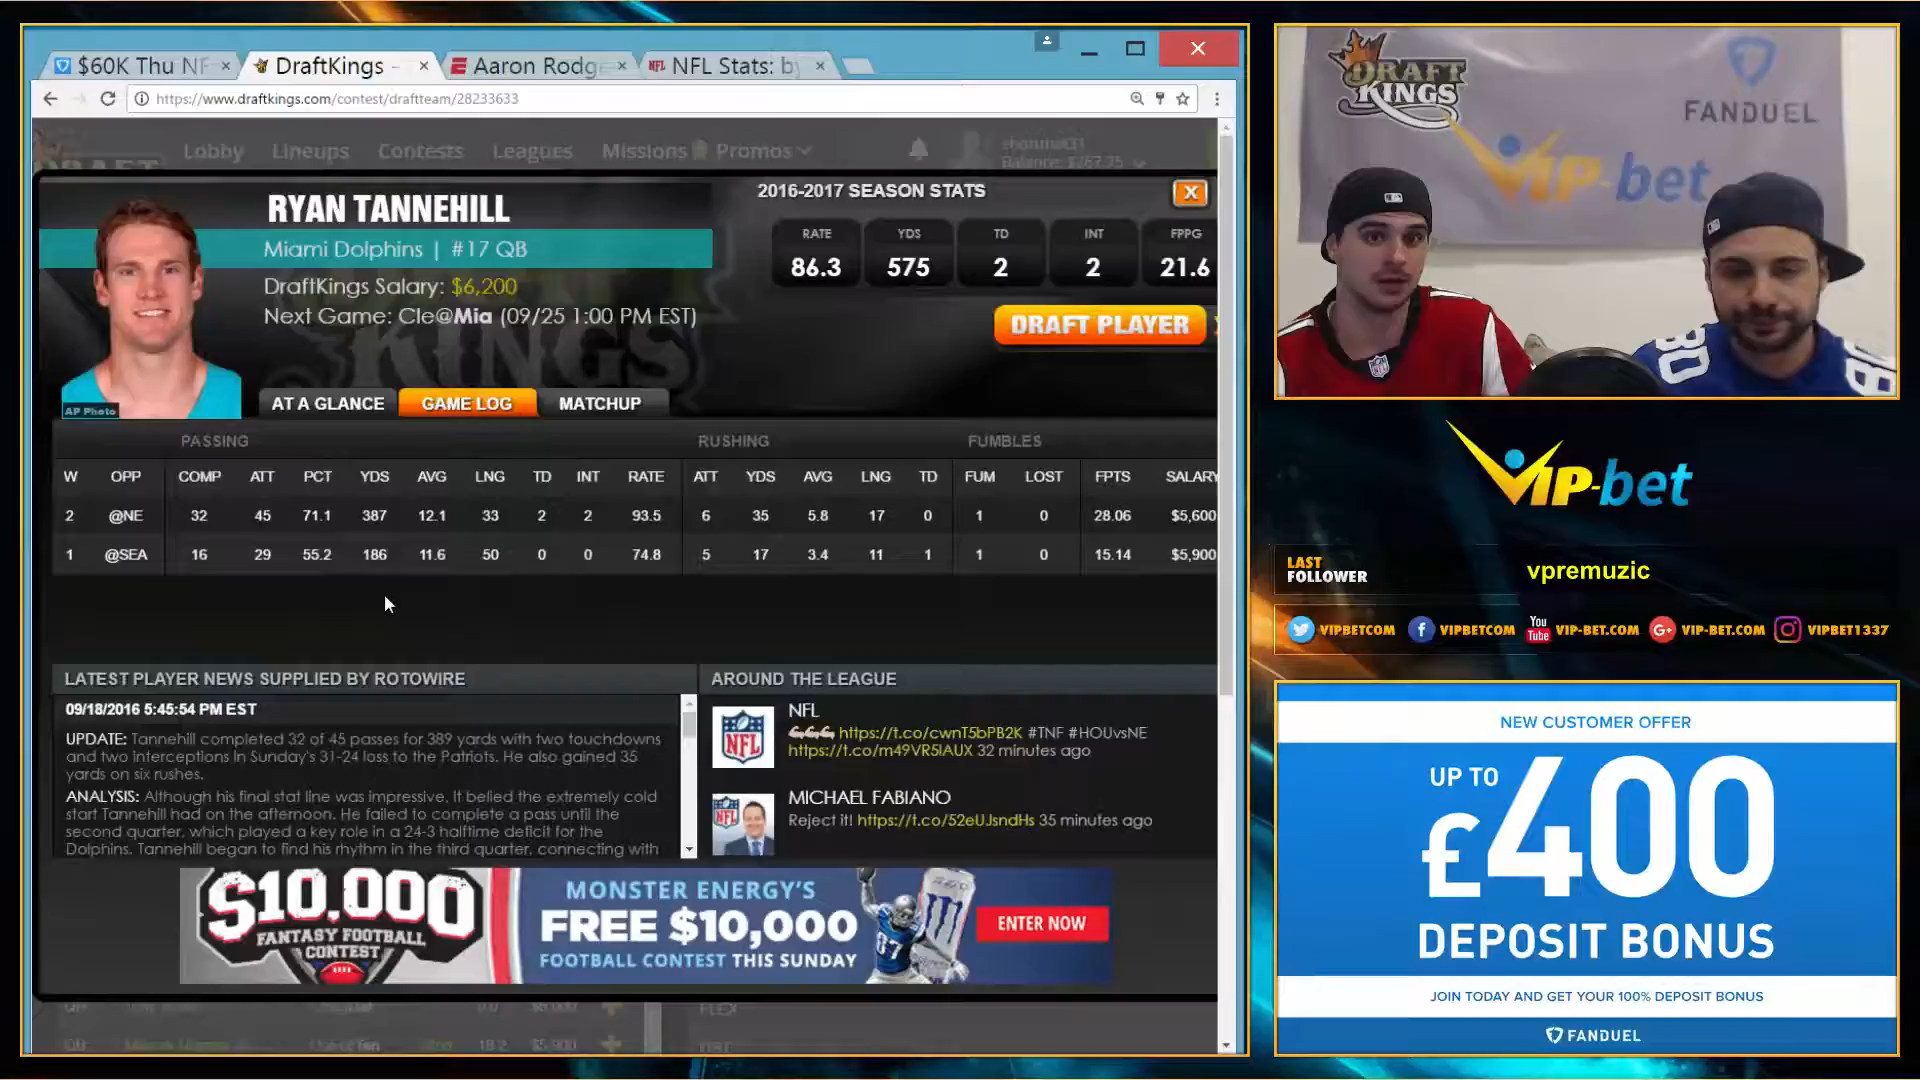 $60K Thu NF
DraftKings -
Aaron Rodg
NFL Stats: by
https://www.draftkings.com/contest/draftteam/28233633
Lobby Lineups Contests Leagues Missions Promos
RYAN TANNEHILL
Miami Dolphins | #17 QB
DraftKings Salary: $6,200
Next Game: Cle@Mia (09/25 1:00 PM EST)
AP Photo
2016-2017 SEASON STATS
X
RATE YDS TD INT FPPG
86.3 575 2 2 21.6
DRAFT PLAYER
AT A GLANCE GAME LOG MATCHUP
PASSING RUSHING FUMBLES
W OPP COMP ATT PCT YDS AVG LNG TD INT RATE ATT YDS AVG LNG TD FUM LOST FPTS SALARY
2 @NE 32 45 71.1 387 12.1 33 2 2 93.5 6 35 5.8 17 0 1 0 28.06 $5,600
1 @SEA 16 29 55.2 186 11.6 50 0 0 74.8 5 17 3.4 11 1 1 0 15.14 $5,900
LATEST PLAYER NEWS SUPPLIED BY ROTOWIRE
09/18/2016 5:45:54 PM EST
UPDATE: Tannehill completed 32 of 45 passes for 389 yards with two touchdowns
and two interceptions in Sunday's 31-24 loss to the Patriots. He also gained 35
yards on six rushes.
ANALYSIS: Although his final stat line was impressive, it belied the extremely cold
start Tannehill had on the afternoon. He failed to complete a pass until the
second quarter, which played a key role in a 24-3 halftime deficit for the
Dolphins. Tannehill began to find his rhythm in the third quarter, connecting with
AROUND THE LEAGUE
NFL
https://t.co/cwnT5bPB2K #TNF #HOUvsNE
https://t.co/m49VR5lAUX 32 minutes ago
MICHAEL FABIANO
Reject it! https://t.co/52eUJsndHs 35 minutes ago
$10,000
FANTASY FOOTBALL
CONTEST
MONSTER ENERGY'S
FREE $10,000
FOOTBALL CONTEST THIS SUNDAY
ENTER NOW
FLEX
DRAFT
KINGS
FANDUEL
VIP-bet
80
VIP-bet
LAST
FOLLOWER
vpremuzic
VIPBETCOM VIPBETCOM You Tube VIP-BET.COM G+ VIP-BET.COM VIPBET1337
NEW CUSTOMER OFFER
UP TO
£400
DEPOSIT BONUS
JOIN TODAY AND GET YOUR 100% DEPOSIT BONUS
FANDUEL